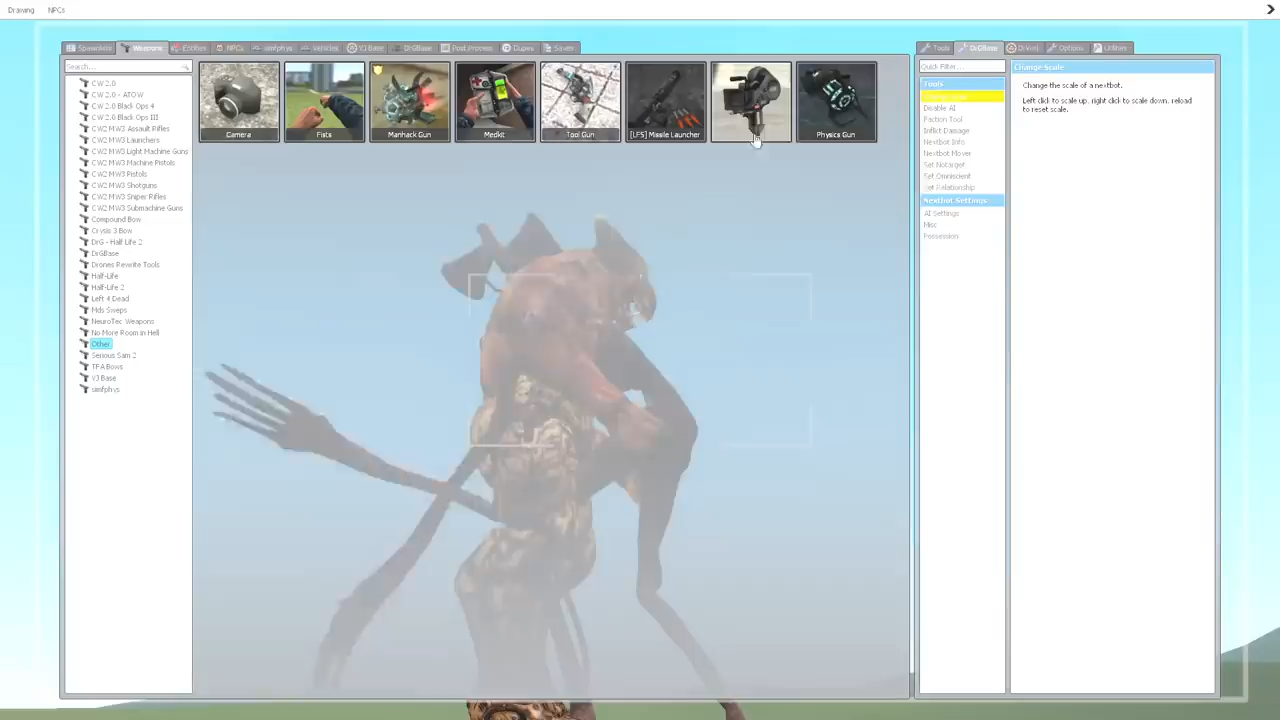 Drawing NPCs
Spawnlists Weapons Entities NPCs simfphys Vehicles VJ Base DrGBase Post Process Dupes Saves
Tools DrGBase DrVrej Options Utilities
Search...
CW 2.0
CW 2.0 - ATOW
CW 2.0 Black Ops 4
CW 2.0 Black Ops III
CW2 MW3 Assault Rifles
CW2 MW3 Launchers
CW2 MW3 Light Machine Guns
CW2 MW3 Machine Pistols
CW2 MW3 Pistols
CW2 MW3 Shotguns
CW2 MW3 Sniper Rifles
CW2 MW3 Submachine Guns
Compound Bow
Crysis 3 Bow
DrG - Half Life 2
DrGBase
Drones Rewrite Tools
Half-Life
Half-Life 2
Left 4 Dead
Mds Sweps
NeuroTec Weapons
No More Room in Hell
Other
Serious Sam 2
TFA Bows
VJ Base
simfphys
Camera
Fists
Manhack Gun
Medkit
Tool Gun
[LFS] Missile Launcher
Physics Gun
Quick Filter...
Tools
Disable AI
Faction Tool
Inflict Damage
Nextbot Info
Nextbot Mover
Set Notarget
Set Omniscient
Set Relationship
Nextbot Settings
AI Settings
Misc
Possession
Change Scale
Change the scale of a nextbot.
Left click to scale up, right click to scale down, reload
to reset scale.